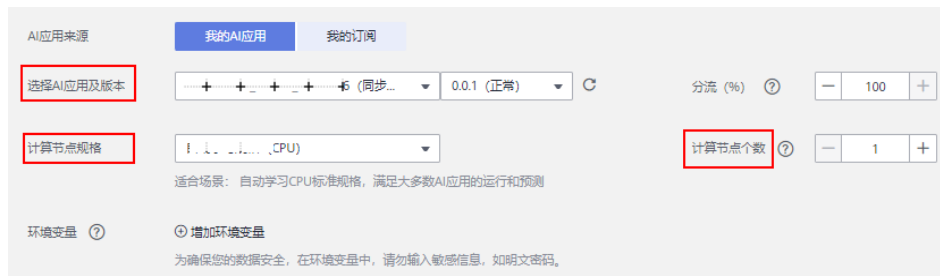 AI应用来源 我的AI应用 我的订阅
选择AI应用及版本 (同步... 0.0.1 (正常) 分流 (%) ? 100
计算节点规格 (CPU) 计算节点个数 ? 1
适合场景： 自动学习CPU标准规格，满足大多数AI应用的运行和预测
环境变量 ? 增加环境变量
为确保您的数据安全，在环境变量中，请勿输入敏感信息，如明文密码。